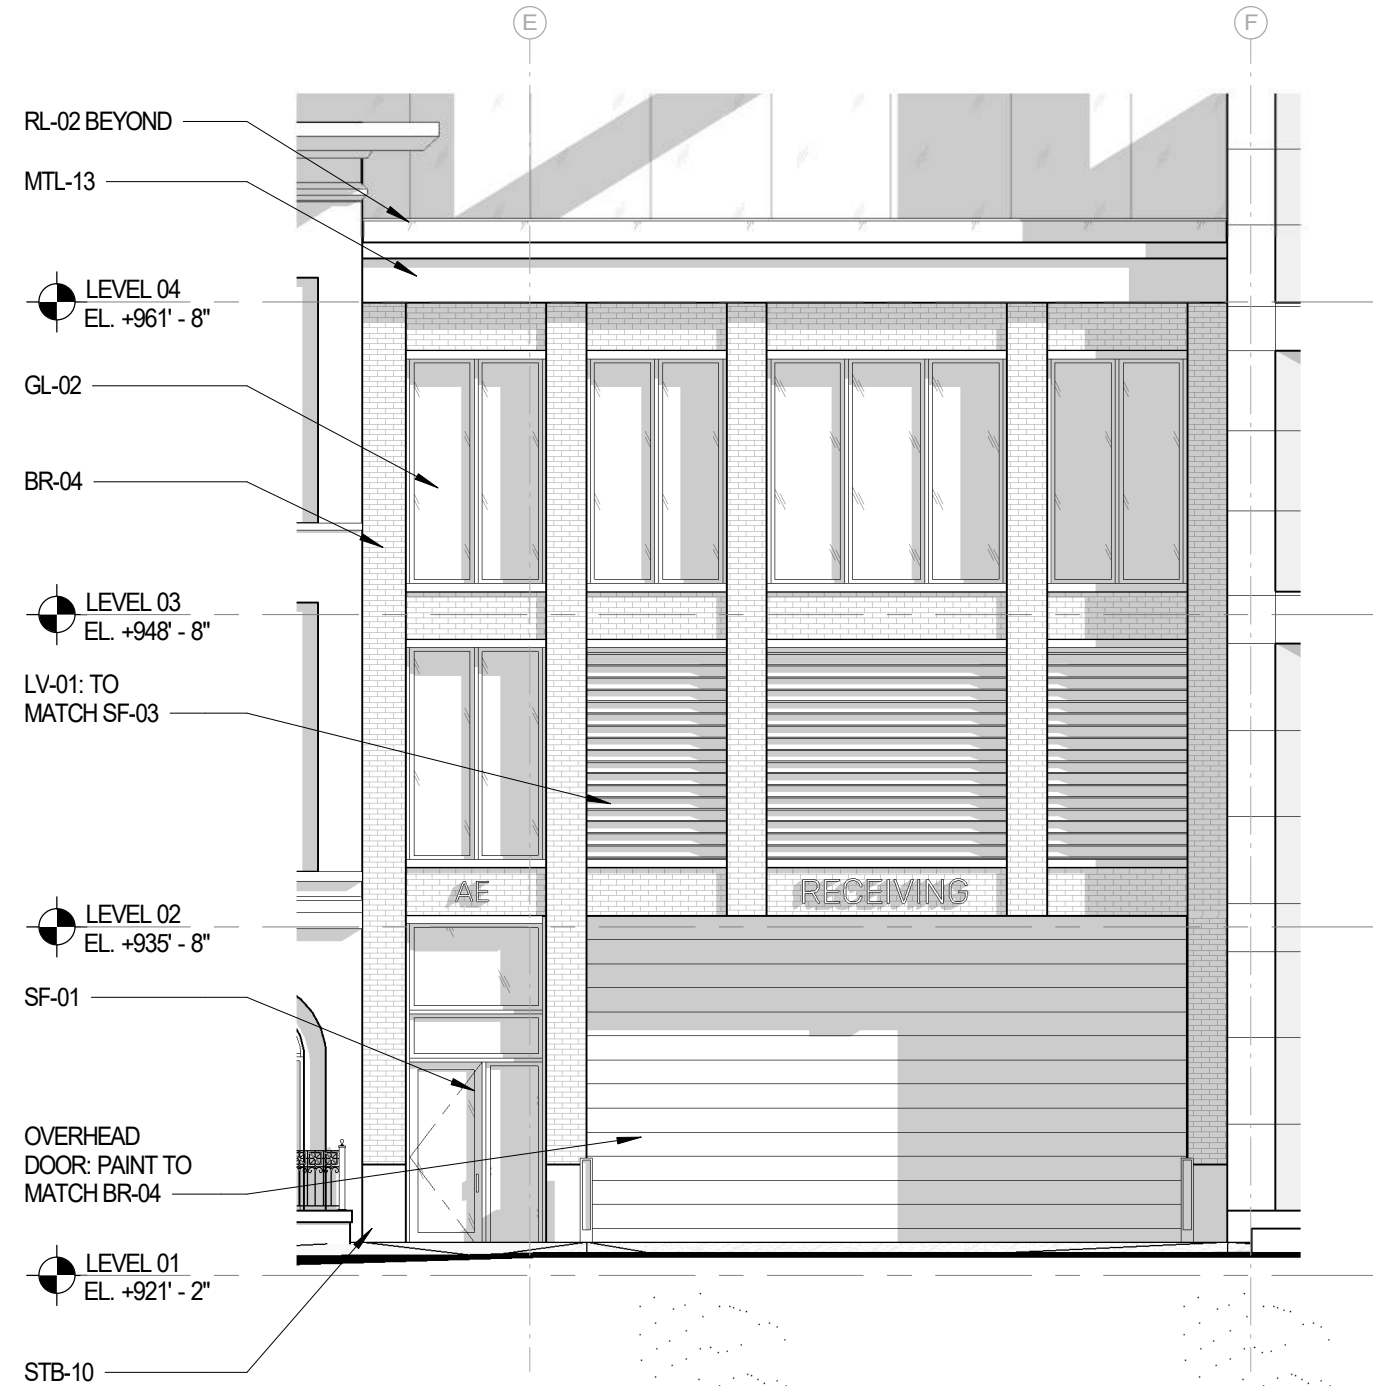 E
F
RL-02 BEYOND
MTL-13
LEVEL 04
EL. +961' - 8"
GL-02
BR-04
LEVEL 03
EL. +948' - 8"
LV-01: TO
MATCH SF-03
AE
RECEIVING
LEVEL 02
EL. +935' - 8"
SF-01
OVERHEAD
DOOR: PAINT TO
MATCH BR-04
LEVEL 01
EL. +921' - 2"
STB-10